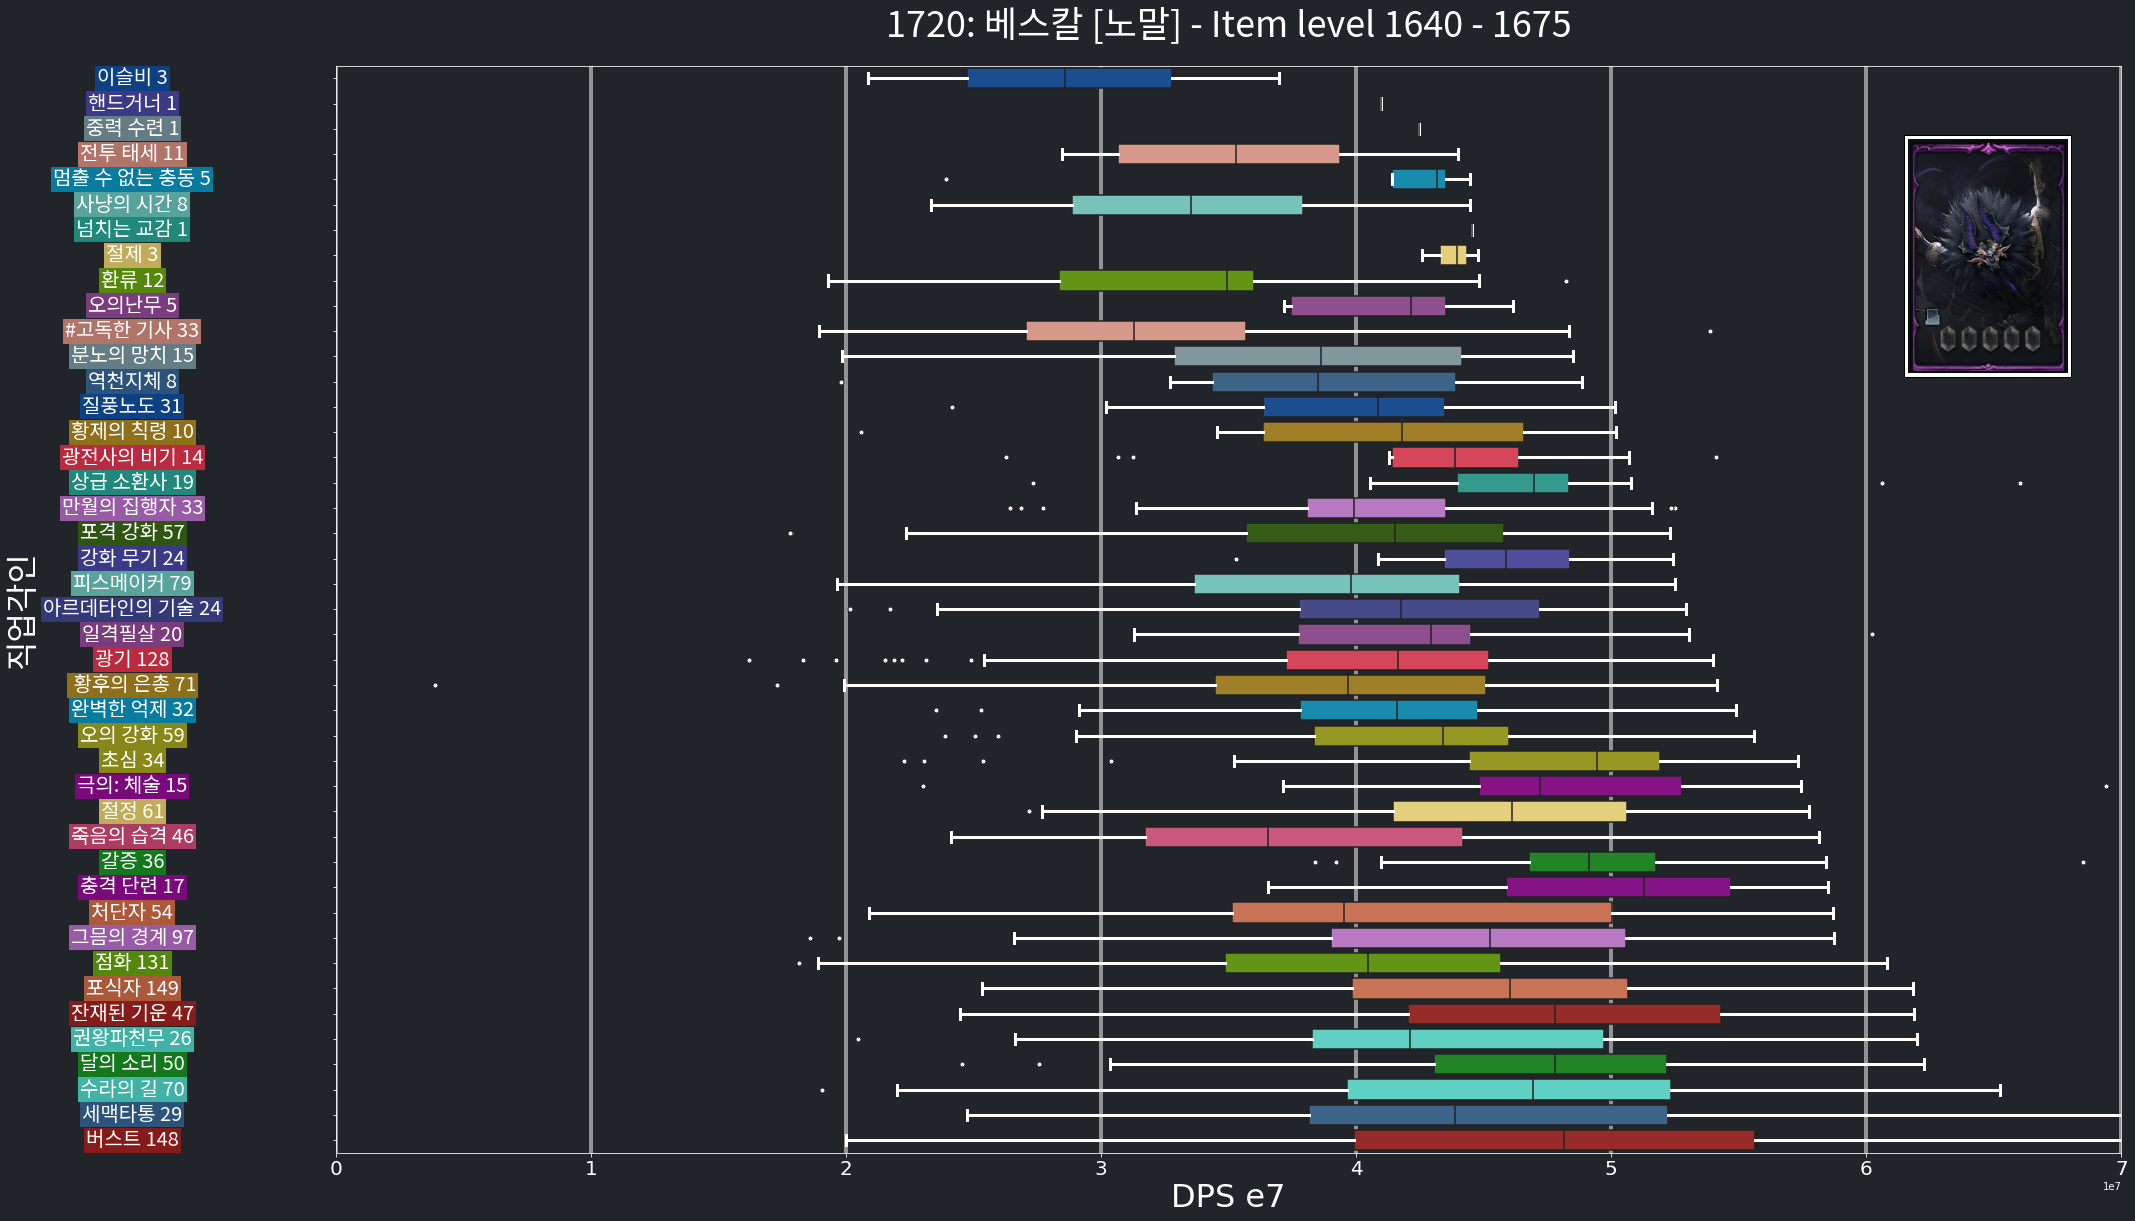 1720: 베스칼 [노말] - Item level 1640 - 1675
직업각인
이슬비 3
핸드거너 1
중력 수련 1
전투 태세 11
멈출 수 없는 충동 5
사냥의 시간 8
넘치는 교감 1
절제 3
환류 12
오의난무 5
#고독한 기사 33
분노의 망치 15
역천지체 8
질풍노도 31
황제의 칙령 10
광전사의 비기 14
상급 소환사 19
만월의 집행자 33
포격 강화 57
강화 무기 24
피스메이커 79
아르데타인의 기술 24
일격필살 20
광기 128
황후의 은총 71
완벽한 억제 32
오의 강화 59
초심 34
극의: 체술 15
절정 61
죽음의 습격 46
갈증 36
충격 단련 17
처단자 54
그믐의 경계 97
점화 131
포식자 149
잔재된 기운 47
권왕파천무 26
달의 소리 50
수라의 길 70
세맥타통 29
버스트 148
0 1 2 3 4 5 6 7
1e7
DPS e7